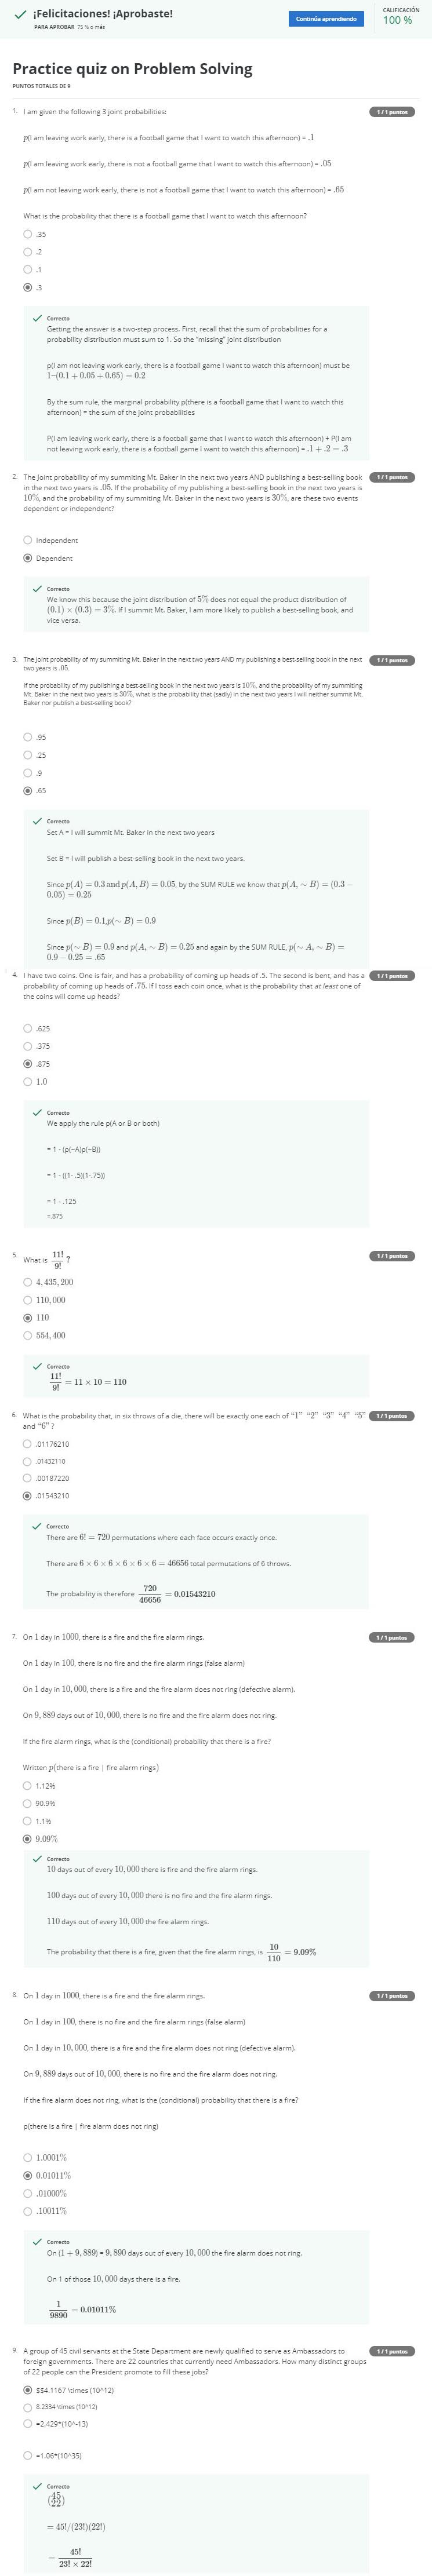 ¡Felicitaciones! ¡Aprobaste!
PARA APROBAR 75 % o más
Continúa aprendiendo
CALIFICACIÓN
100 %
Practice quiz on Problem Solving
PUNTOS TOTALES DE 9
1. I am given the following 3 joint probabilities:
1 / 1 puntos
p(I am leaving work early, there is a football game that I want to watch this afternoon) = .1
p(I am leaving work early, there is not a football game that I want to watch this afternoon) = .05
p(I am not leaving work early, there is not a football game that I want to watch this afternoon) = .65
What is the probability that there is a football game that I want to watch this afternoon?
.35
.2
.1
.3
Correcto
Getting the answer is a two-step process. First, recall that the sum of probabilities for a
probability distribution must sum to 1. So the "missing" joint distribution
p(I am not leaving work early, there is a football game I want to watch this afternoon) must be
1−(0.1 + 0.05 + 0.65) = 0.2
By the sum rule, the marginal probability p(there is a football game that I want to watch this
afternoon) = the sum of the joint probabilities
P(I am leaving work early, there is a football game that I want to watch this afternoon) + P(I am
not leaving work early, there is a football game I want to watch this afternoon) = .1 + .2 = .3
2. The Joint probability of my summiting Mt. Baker in the next two years AND publishing a best-selling book
in the next two years is .05. If the probability of my publishing a best-selling book in the next two years is
10%, and the probability of my summiting Mt. Baker in the next two years is 30%, are these two events
dependent or independent?
1 / 1 puntos
Independent
Dependent
Correcto
We know this because the joint distribution of 5% does not equal the product distribution of
(0.1) × (0.3) = 3%. If I summit Mt. Baker, I am more likely to publish a best-selling book, and
vice versa.
3. The Joint probability of my summiting Mt. Baker in the next two years AND my publishing a best-selling book in the next
two years is .05.
1 / 1 puntos
If the probability of my publishing a best-selling book in the next two years is 10%, and the probability of my summiting
Mt. Baker in the next two years is 30%, what is the probability that (sadly) in the next two years I will neither summit Mt.
Baker nor publish a best-selling book?
.95
.25
.9
.65
Correcto
Set A = I will summit Mt. Baker in the next two years
Set B = I will publish a best-selling book in the next two years.
Since p(A) = 0.3 and p(A, B) = 0.05, by the SUM RULE we know that p(A, ∼ B) = (0.3 −
0.05) = 0.25
Since p(B) = 0.1, p(∼ B) = 0.9
Since p(∼ B) = 0.9 and p(A, ∼ B) = 0.25 and again by the SUM RULE, p(∼ A, ∼ B) =
0.9 − 0.25 = .65
4. I have two coins. One is fair, and has a probability of coming up heads of .5. The second is bent, and has a
probability of coming up heads of .75. If I toss each coin once, what is the probability that at least one of
the coins will come up heads?
1 / 1 puntos
.625
.375
.875
1.0
Correcto
We apply the rule p(A or B or both)
= 1 - (p(~A)p(~B))
= 1 - ((1- .5)(1-.75))
= 1 - .125
=.875
5. What is 11!/9! ?
1 / 1 puntos
4, 435, 200
110, 000
110
554, 400
Correcto
11!/9! = 11 × 10 = 110
6. What is the probability that, in six throws of a die, there will be exactly one each of “1” “2” “3” “4” “5”
and “6” ?
1 / 1 puntos
.01176210
.01432110
.00187220
.01543210
Correcto
There are 6! = 720 permutations where each face occurs exactly once.
There are 6 × 6 × 6 × 6 × 6 × 6 = 46656 total permutations of 6 throws.
The probability is therefore 720/46656 = 0.01543210
7. On 1 day in 1000, there is a fire and the fire alarm rings.
1 / 1 puntos
On 1 day in 100, there is no fire and the fire alarm rings (false alarm)
On 1 day in 10, 000, there is a fire and the fire alarm does not ring (defective alarm).
On 9, 889 days out of 10, 000, there is no fire and the fire alarm does not ring.
If the fire alarm rings, what is the (conditional) probability that there is a fire?
Written p(there is a fire | fire alarm rings)
1.12%
90.9%
1.1%
9.09%
Correcto
10 days out of every 10, 000 there is fire and the fire alarm rings.
100 days out of every 10, 000 there is no fire and the fire alarm rings.
110 days out of every 10, 000 the fire alarm rings.
The probability that there is a fire, given that the fire alarm rings, is 10/110 = 9.09%
8. On 1 day in 1000, there is a fire and the fire alarm rings.
1 / 1 puntos
On 1 day in 100, there is no fire and the fire alarm rings (false alarm)
On 1 day in 10, 000, there is a fire and the fire alarm does not ring (defective alarm).
On 9, 889 days out of 10, 000, there is no fire and the fire alarm does not ring.
If the fire alarm does not ring, what is the (conditional) probability that there is a fire?
p(there is a fire | fire alarm does not ring)
1.0001%
0.01011%
.01000%
.10011%
Correcto
On (1 + 9, 889) = 9, 890 days out of every 10, 000 the fire alarm does not ring.
On 1 of those 10, 000 days there is a fire.
1/9890 = 0.01011%
9. A group of 45 civil servants at the State Department are newly qualified to serve as Ambassadors to
foreign governments. There are 22 countries that currently need Ambassadors. How many distinct groups
of 22 people can the President promote to fill these jobs?
1 / 1 puntos
$$4.1167 \times (10^12)
8.2334 \times (10^12)
=2.429*(10^-13)
=1.06*(10^35)
Correcto
(45 22)
= 45!/(23!)(22!)
= 45!/23! × 22!